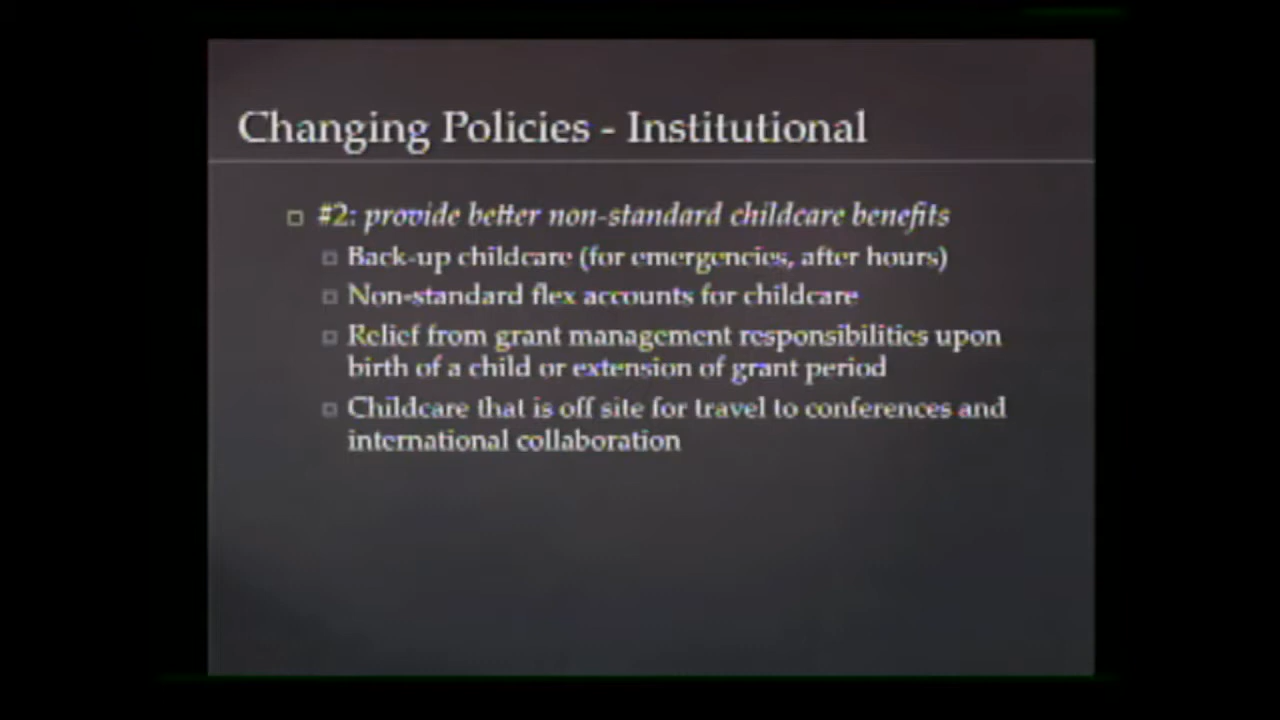 Changing Policies - Institutional
#2: provide better non-standard childcare benefits
Back-up childcare (for emergencies, after hours)
Non-standard flex accounts for childcare
Relief from grant management responsibilities upon
birth of a child or extension of grant period
Childcare that is off site for travel to conferences and
international collaboration